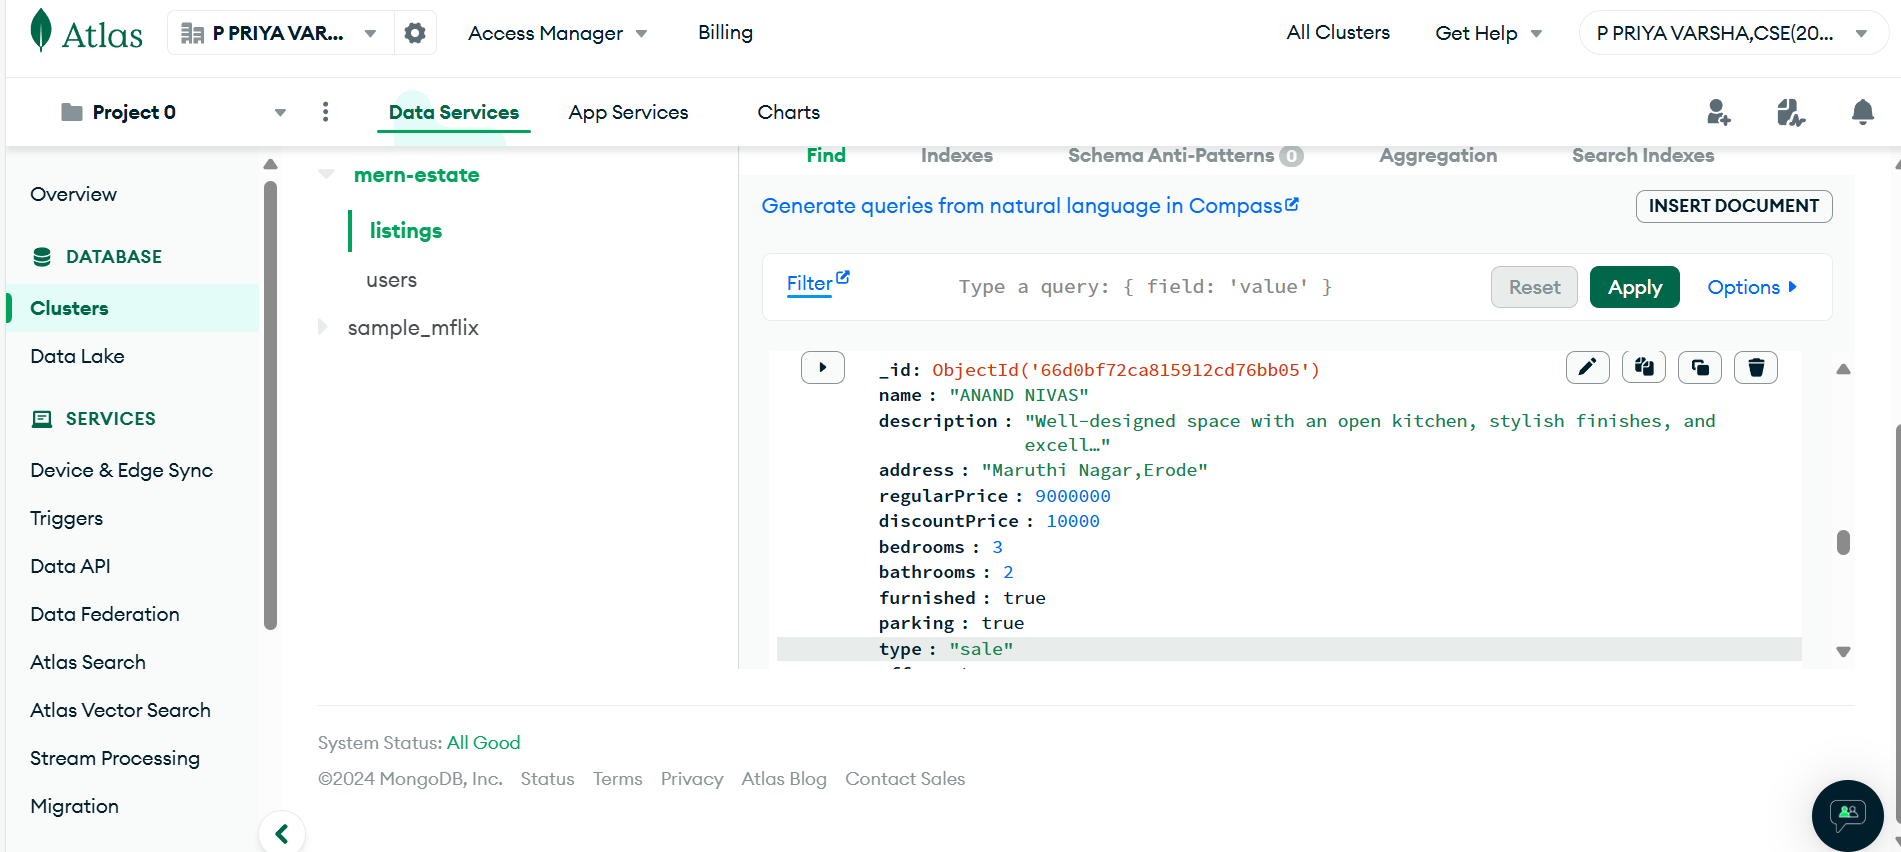 Atlas
P PRIYA VAR...
Access Manager
Billing
All Clusters
Get Help
P PRIYA VARSHA,CSE(20...
Project 0
Data Services
App Services
Charts
Overview
DATABASE
Clusters
Data Lake
SERVICES
Device & Edge Sync
Triggers
Data API
Data Federation
Atlas Search
Atlas Vector Search
Stream Processing
Migration
mern-estate
listings
users
sample_mflix
Find
Indexes
Schema Anti-Patterns 0
Aggregation
Search Indexes
Generate queries from natural language in Compass
INSERT DOCUMENT
Filter
Type a query: { field: 'value' }
Reset
Apply
Options
_id: ObjectId('66d0bf72ca815912cd76bb05')
name : "ANAND NIVAS"
description : "Well-designed space with an open kitchen, stylish finishes, and
excell…"
address : "Maruthi Nagar,Erode"
regularPrice : 9000000
discountPrice : 10000
bedrooms : 3
bathrooms : 2
furnished : true
parking : true
type : "sale"
System Status: All Good
©2024 MongoDB, Inc.
Status
Terms
Privacy
Atlas Blog
Contact Sales